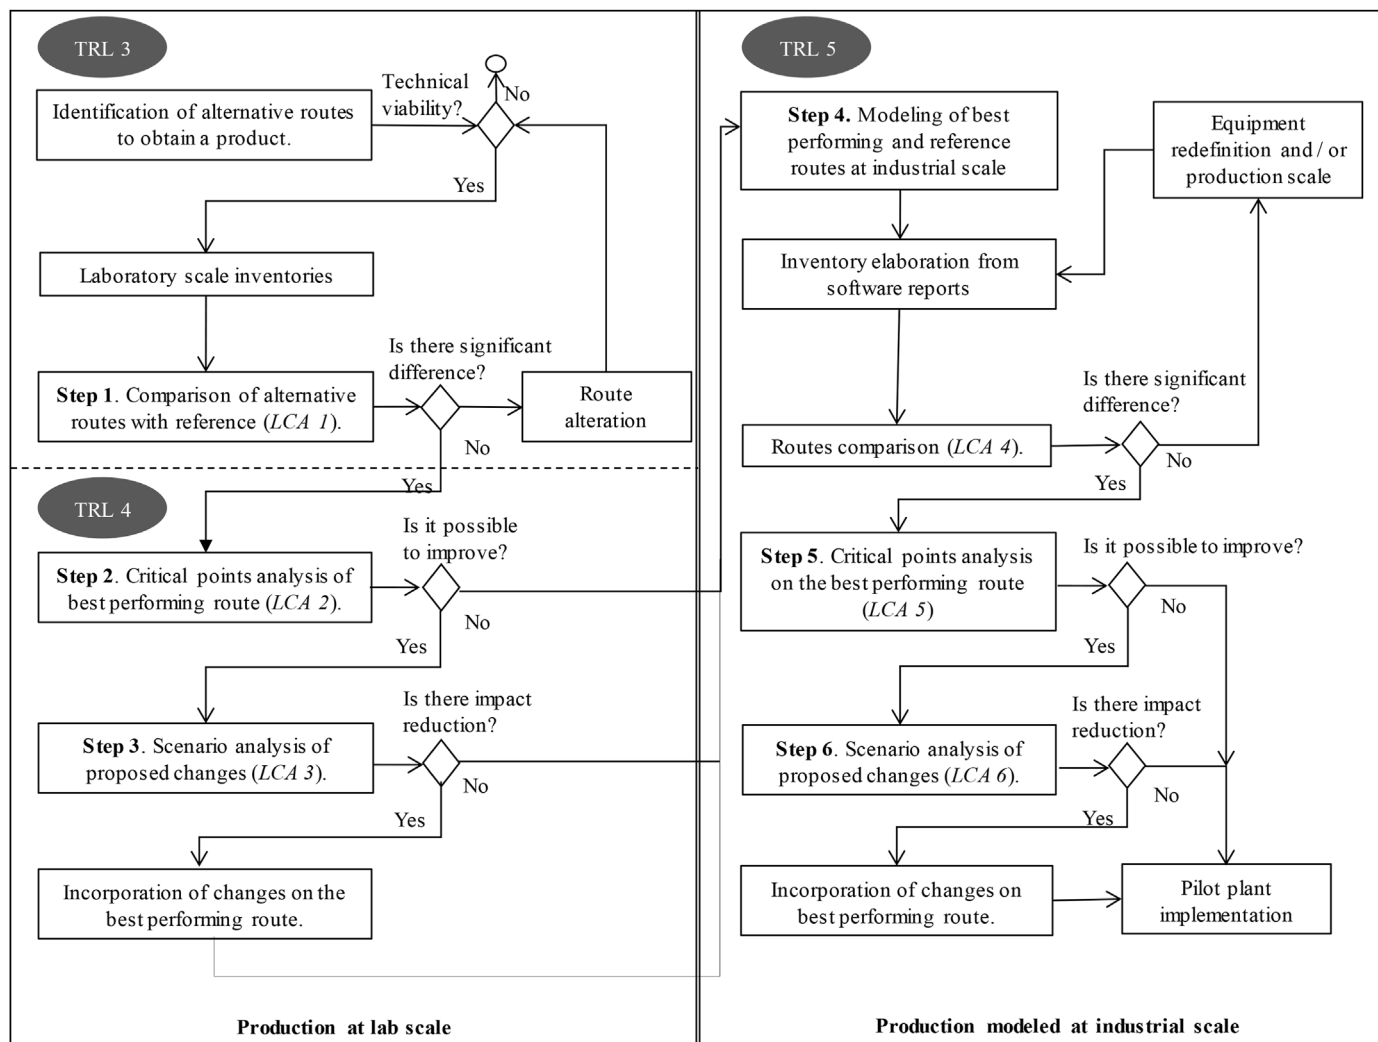 TRL 3
Technical
viability?
No
Identification of alternative routes
to obtain a product.
Yes
Laboratory scale inventories
Is there significant
difference?
Step 1. Comparison of alternative
routes with reference (LCA 1).
Route
alteration
No
Yes
TRL 4
Is it possible
to improve?
Step 2. Critical points analysis of
best performing route (LCA 2).
No
Yes
Is there impact
reduction?
Step 3. Scenario analysis of
proposed changes (LCA 3).
No
Yes
Incorporation of changes on the
best performing route.
Production at lab scale
TRL 5
Step 4. Modeling of best
performing and reference
routes at industrial scale
Equipment
redefinition and / or
production scale
Inventory elaboration from
software reports
Is there significant
difference?
Routes comparison (LCA 4).
No
Yes
Is it possible to improve?
Step 5. Critical points analysis
on the best performing route
(LCA 5)
No
Yes
Is there impact
reduction?
Step 6. Scenario analysis of
proposed changes (LCA 6).
No
Yes
Incorporation of changes on
best performing route.
Pilot plant
implementation
Production modeled at industrial scale